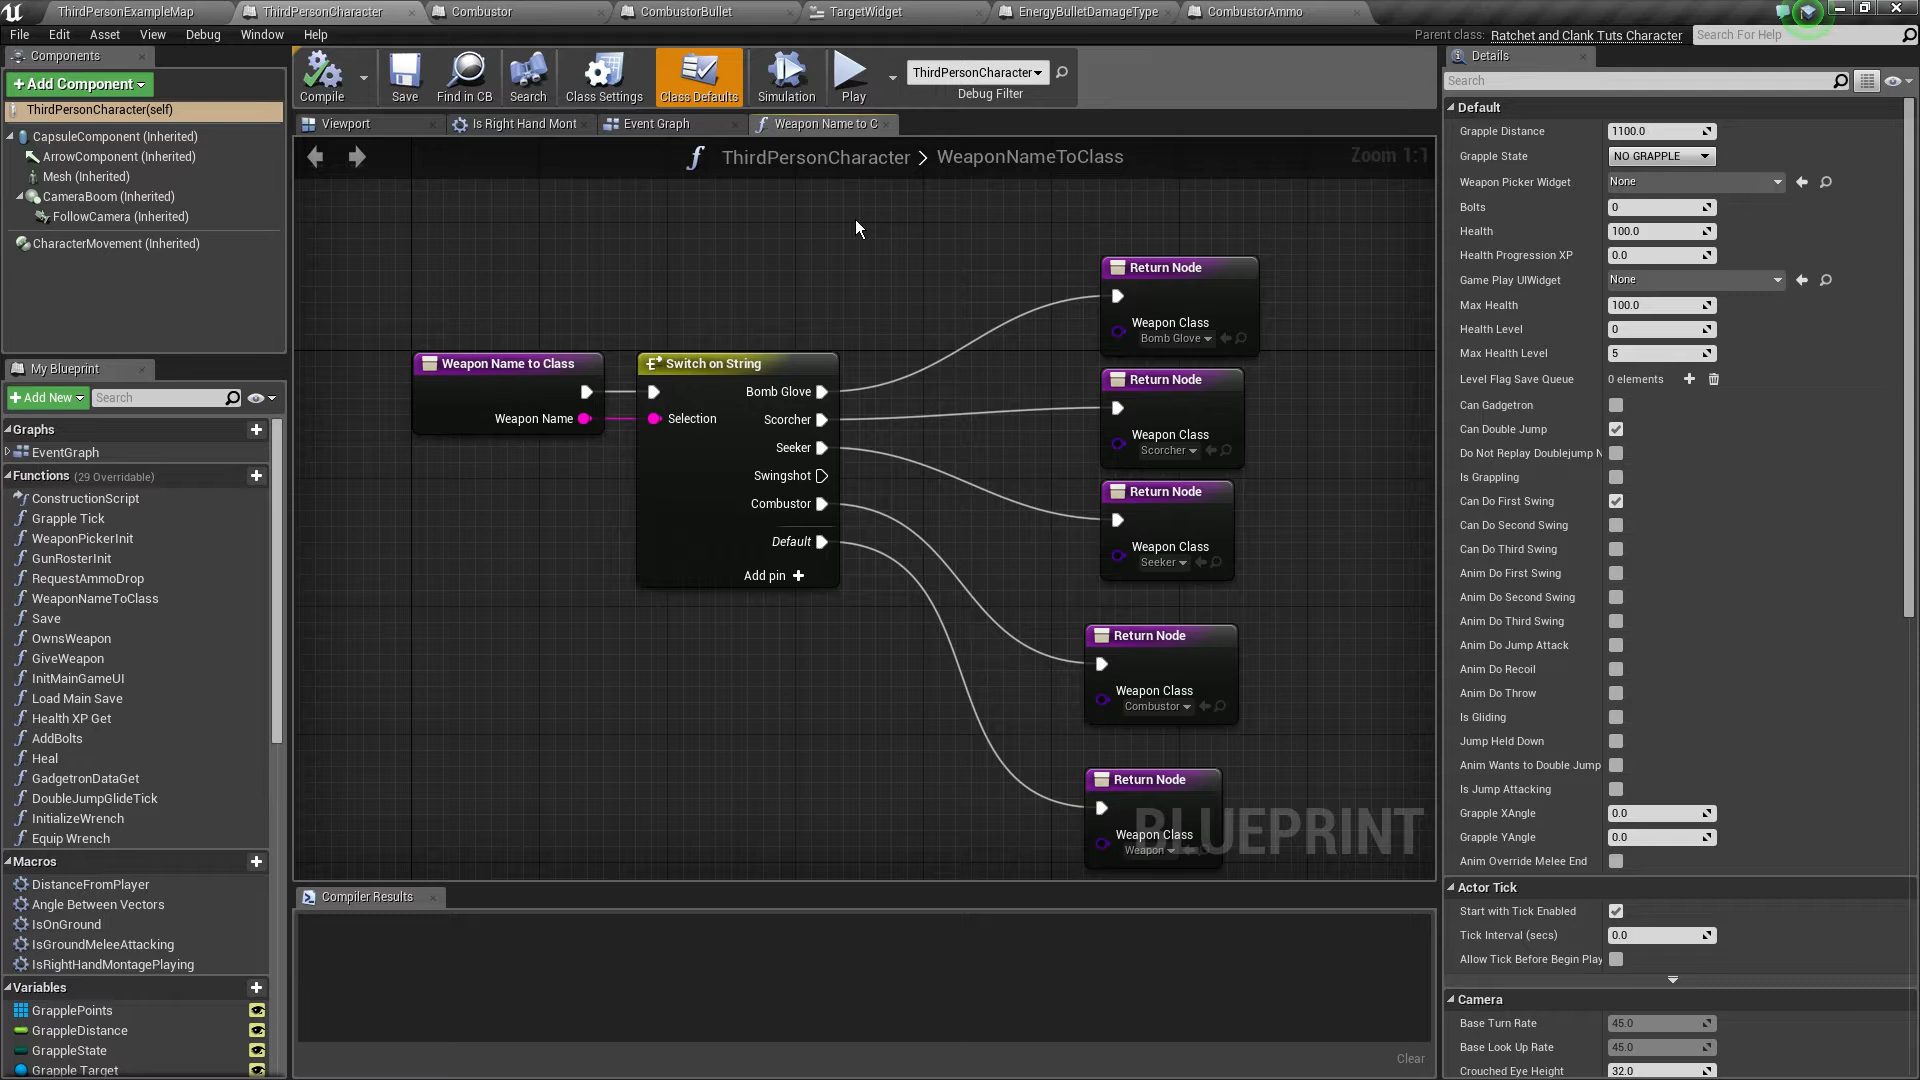 ThirdPersonExampleMap
ThirdPersonCharacter
Combustor
CombustorBullet
TargetWidget
EnergyBulletDamageType
CombustorAmmo
File Edit Asset View Debug Window Help
Parent class: Ratchet and Clank Tuts Character
Search For Help
Components
+ Add Component
ThirdPersonCharacter(self)
CapsuleComponent (Inherited)
ArrowComponent (Inherited)
Mesh (Inherited)
CameraBoom (Inherited)
FollowCamera (Inherited)
CharacterMovement (Inherited)
My Blueprint
+ Add New
Search
Graphs
EventGraph
Functions (29 Overridable)
ConstructionScript
Grapple Tick
WeaponPickerInit
GunRosterInit
RequestAmmoDrop
WeaponNameToClass
Save
OwnsWeapon
GiveWeapon
InitMainGameUI
Load Main Save
Health XP Get
AddBolts
Heal
GadgetronDataGet
DoubleJumpGlideTick
InitializeWrench
Equip Wrench
Macros
DistanceFromPlayer
Angle Between Vectors
IsOnGround
IsGroundMeleeAttacking
IsRightHandMontagePlaying
Variables
GrapplePoints
GrappleDistance
GrappleState
Grapple Target
Compile
Save
Find in CB
Search
Class Settings
Class Defaults
Simulation
Play
ThirdPersonCharacter
Debug Filter
Viewport
Is Right Hand Mont
Event Graph
Weapon Name to C
ThirdPersonCharacter > WeaponNameToClass
Zoom 1:1
Weapon Name to Class
Weapon Name
Switch on String
Selection
Bomb Glove
Scorcher
Seeker
Swingshot
Combustor
Default
Add pin +
Return Node
Weapon Class
Bomb Glove
Return Node
Weapon Class
Scorcher
Return Node
Weapon Class
Seeker
Return Node
Weapon Class
Combustor
Return Node
Weapon Class
Weapon
BLUEPRINT
Compiler Results
Clear
Details
Search
Default
Grapple Distance 1100.0
Grapple State NO GRAPPLE
Weapon Picker Widget None
Bolts 0
Health 100.0
Health Progression XP 0.0
Game Play UIWidget None
Max Health 100.0
Health Level 0
Max Health Level 5
Level Flag Save Queue 0 elements
Can Gadgetron
Can Double Jump
Do Not Replay Doublejump N
Is Grappling
Can Do First Swing
Can Do Second Swing
Can Do Third Swing
Anim Do First Swing
Anim Do Second Swing
Anim Do Third Swing
Anim Do Jump Attack
Anim Do Recoil
Anim Do Throw
Is Gliding
Jump Held Down
Anim Wants to Double Jump
Is Jump Attacking
Grapple XAngle 0.0
Grapple YAngle 0.0
Anim Override Melee End
Actor Tick
Start with Tick Enabled
Tick Interval (secs) 0.0
Allow Tick Before Begin Play
Camera
Base Turn Rate 45.0
Base Look Up Rate 45.0
Crouched Eye Height 32.0